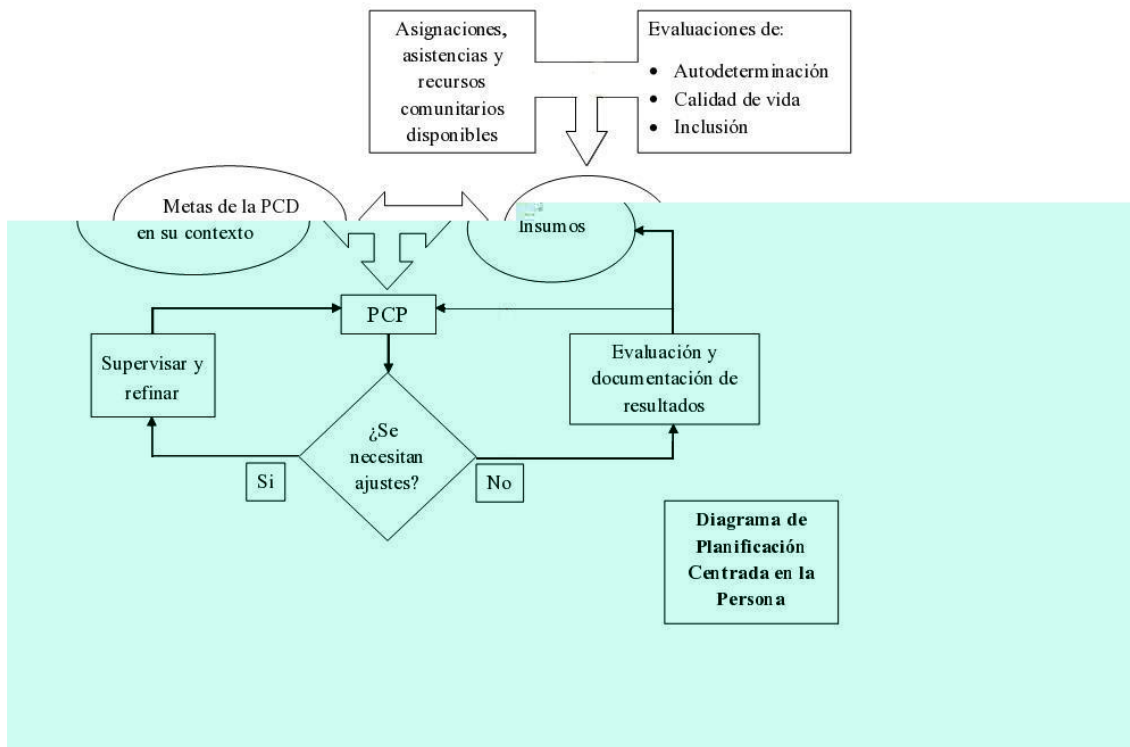 Asignaciones,
asistencias y
recursos
comunitarios
disponibles
Evaluaciones de:
• Autodeterminación
• Calidad de vida
• Inclusión
Metas de la PCD
en su contexto
Insumos
PCP
Supervisar y
refinar
Evaluación y
documentación de
resultados
¿Se
necesitan
ajustes?
Si
No
Diagrama de
Planificación
Centrada en la
Persona